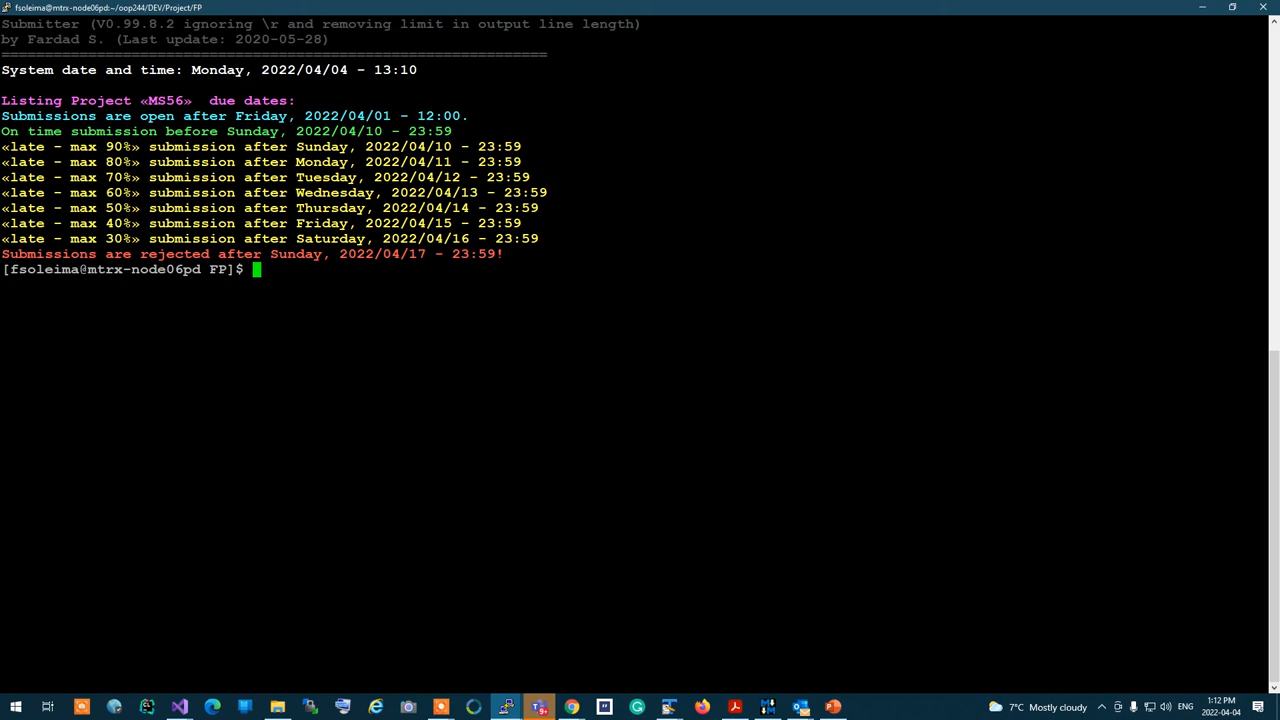 fsoleima@mtrx-node06pd:~/oop244/DEV/Project/FP
Submitter (V0.99.8.2 ignoring \r and removing limit in output line length)
by Fardad S. (Last update: 2020-05-28)
===============================================================
System date and time: Monday, 2022/04/04 - 13:10
Listing Project «MS56»  due dates:
Submissions are open after Friday, 2022/04/01 - 12:00.
On time submission before Sunday, 2022/04/10 - 23:59
«late - max 90%» submission after Sunday, 2022/04/10 - 23:59
«late - max 80%» submission after Monday, 2022/04/11 - 23:59
«late - max 70%» submission after Tuesday, 2022/04/12 - 23:59
«late - max 60%» submission after Wednesday, 2022/04/13 - 23:59
«late - max 50%» submission after Thursday, 2022/04/14 - 23:59
«late - max 40%» submission after Friday, 2022/04/15 - 23:59
«late - max 30%» submission after Saturday, 2022/04/16 - 23:59
Submissions are rejected after Sunday, 2022/04/17 - 23:59!
[fsoleima@mtrx-node06pd FP]$
7°C Mostly cloudy
ENG
1:12 PM
2022-04-04